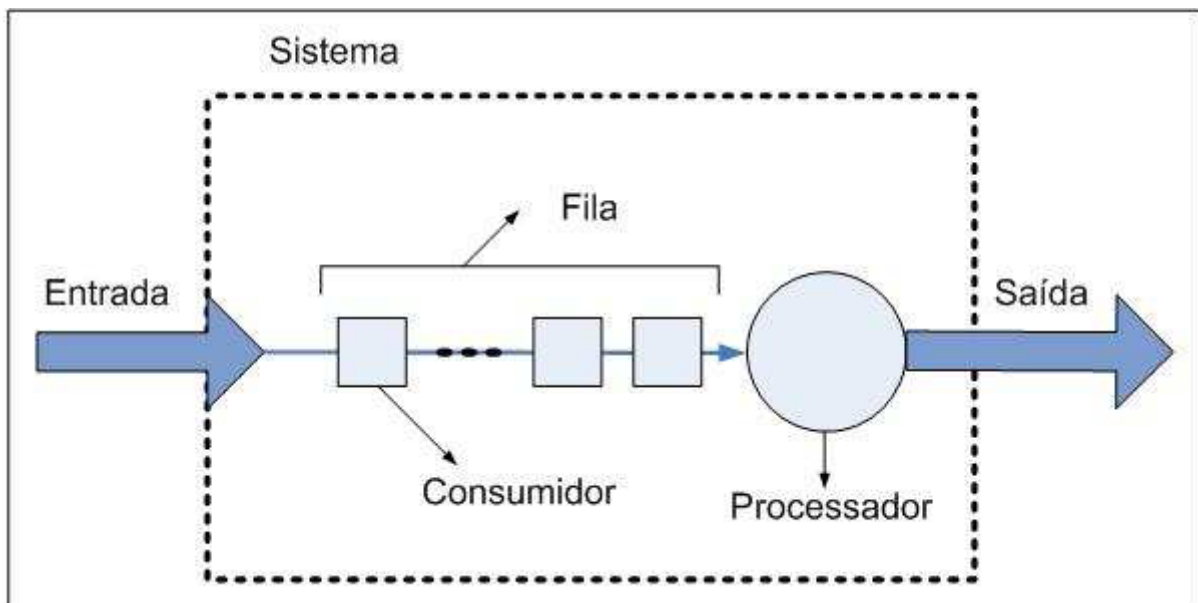 Sistema
Fila
Entrada
Saída
Consumidor
Processador